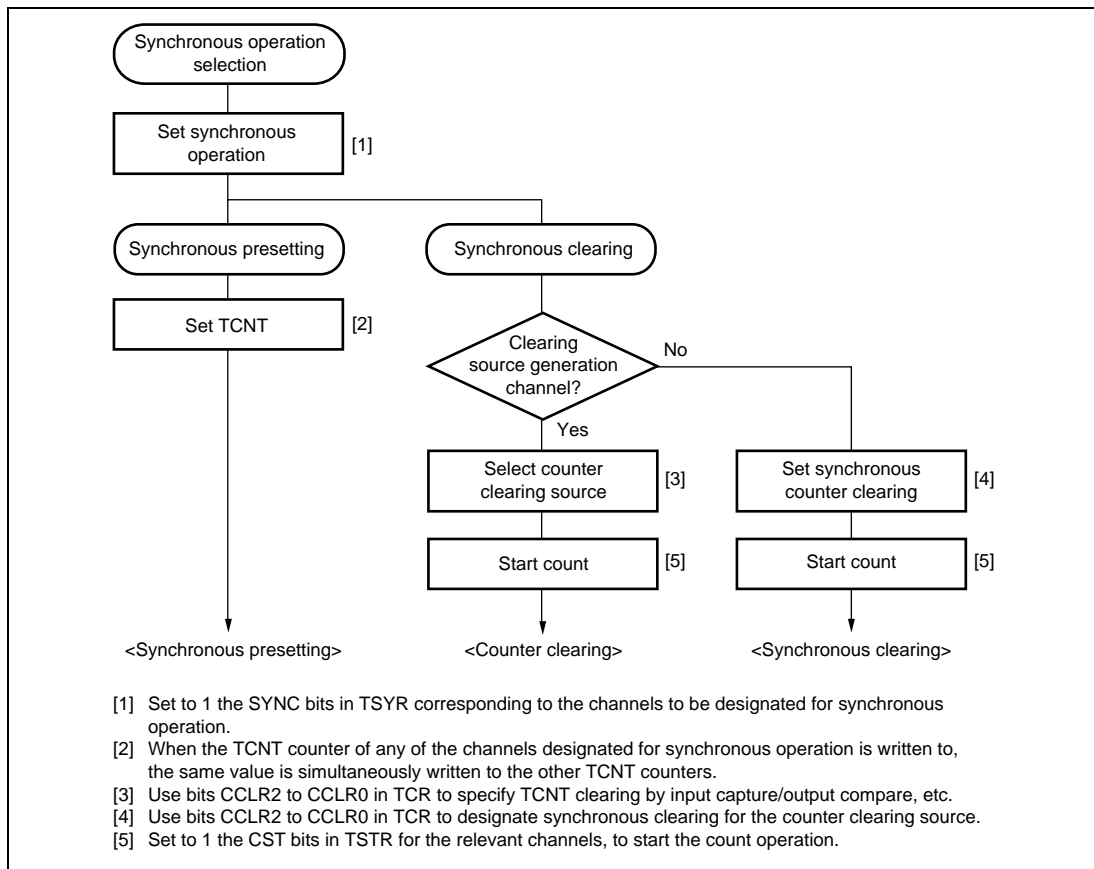 Synchronous operation
selection
Set synchronous
operation
[1]
Synchronous presetting
Synchronous clearing
Set TCNT
[2]
Clearing
source generation
channel?
No
Yes
Select counter
clearing source
[3]
Set synchronous
counter clearing
[4]
Start count
[5]
Start count
[5]
<Synchronous presetting>
<Counter clearing>
<Synchronous clearing>
[1] Set to 1 the SYNC bits in TSYR corresponding to the channels to be designated for synchronous
operation.
[2] When the TCNT counter of any of the channels designated for synchronous operation is written to,
the same value is simultaneously written to the other TCNT counters.
[3] Use bits CCLR2 to CCLR0 in TCR to specify TCNT clearing by input capture/output compare, etc.
[4] Use bits CCLR2 to CCLR0 in TCR to designate synchronous clearing for the counter clearing source.
[5] Set to 1 the CST bits in TSTR for the relevant channels, to start the count operation.